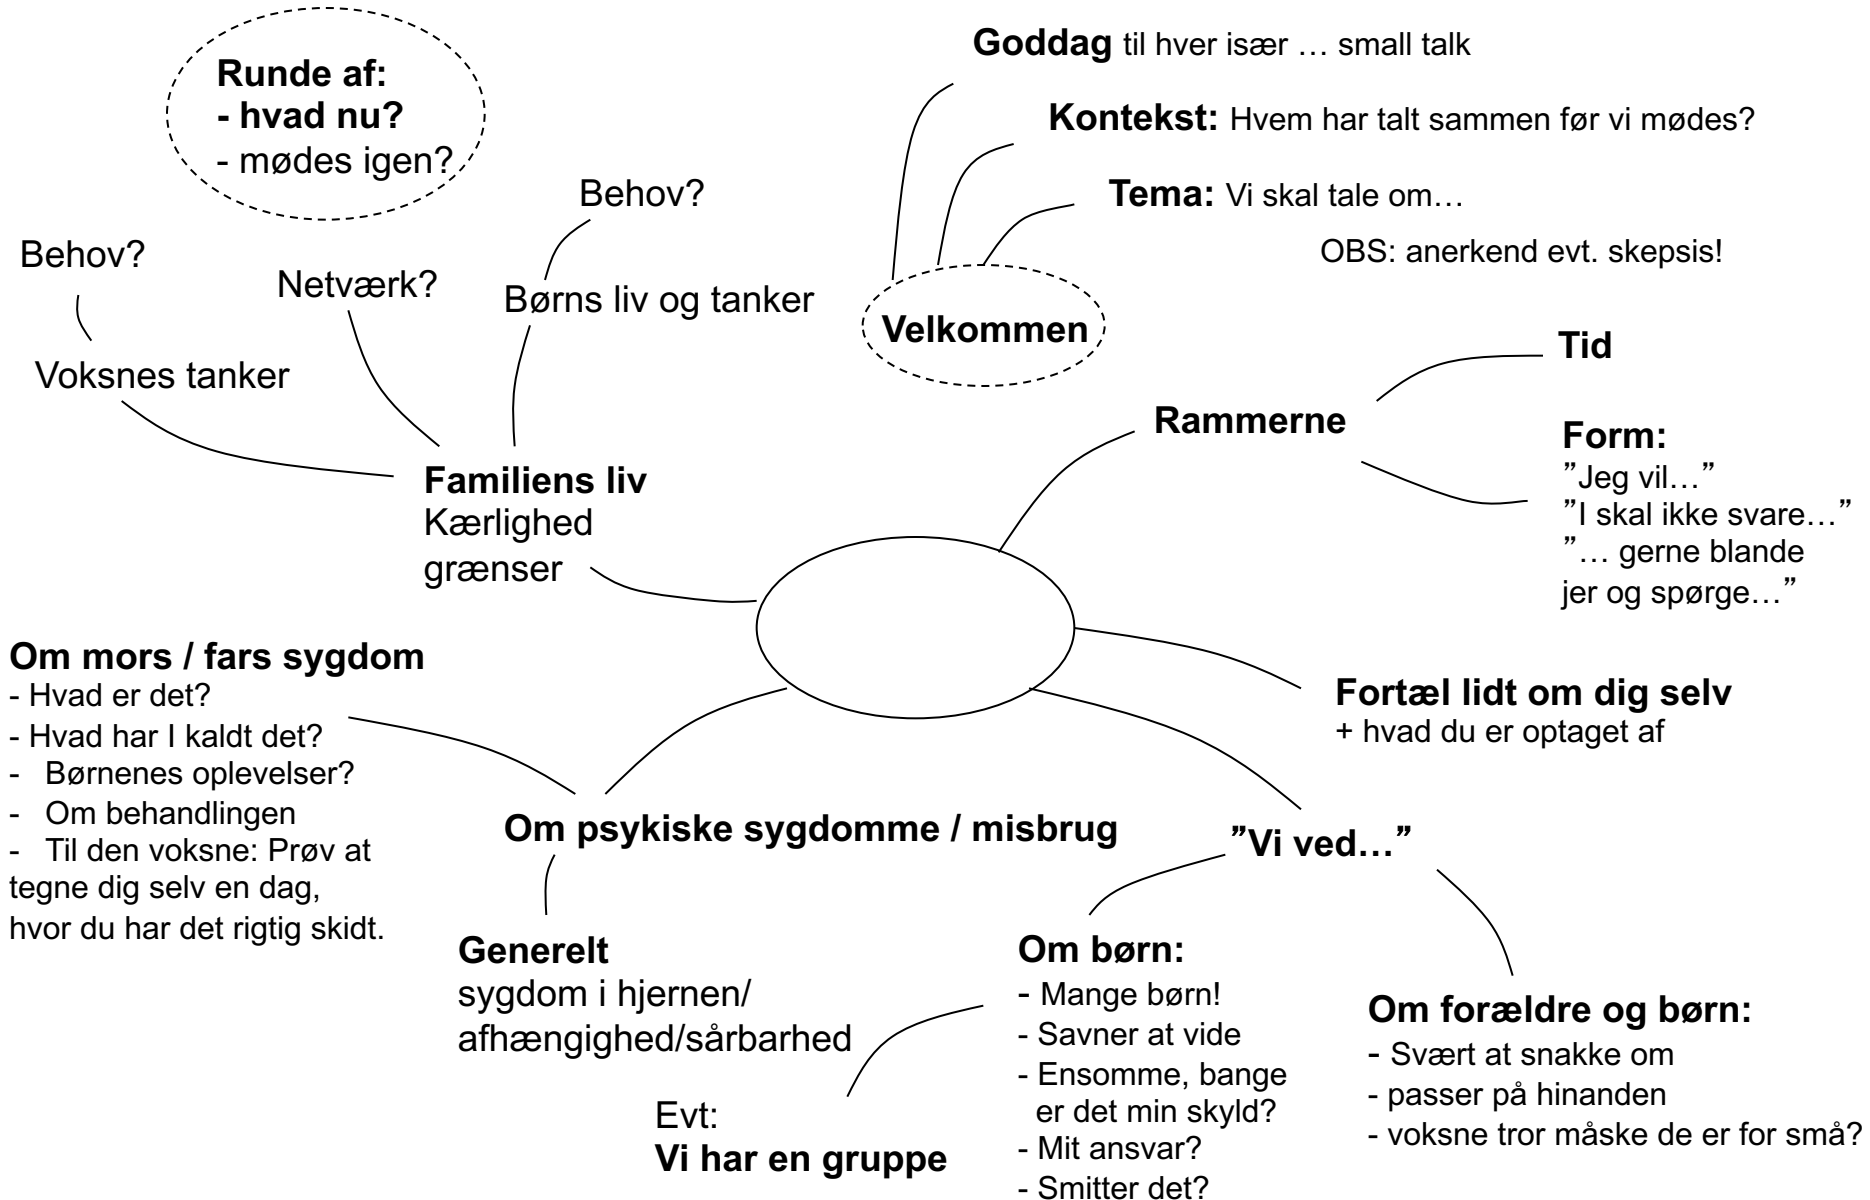 Goddag til hver især … small talk
Kontekst: Hvem har talt sammen før vi mødes?
Tema: Vi skal tale om…
OBS: anerkend evt. skepsis!
Velkommen
Rammerne
Tid
Form:
”Jeg vil…”
”I skal ikke svare…”
”… gerne blande
jer og spørge…”
Fortæl lidt om dig selv
+ hvad du er optaget af
”Vi ved…”
Om forældre og børn:
- Svært at snakke om
- passer på hinanden
- voksne tror måske de er for små?
Om børn:
- Mange børn!
- Savner at vide
- Ensomme, bange
er det min skyld?
- Mit ansvar?
- Smitter det?
Evt:
Vi har en gruppe
Om psykiske sygdomme / misbrug
Generelt
sygdom i hjernen/
afhængighed/sårbarhed
Om mors / fars sygdom
- Hvad er det?
- Hvad har I kaldt det?
- Børnenes oplevelser?
- Om behandlingen
- Til den voksne: Prøv at
tegne dig selv en dag,
hvor du har det rigtig skidt.
Familiens liv
Kærlighed
grænser
Voksnes tanker
Behov?
Netværk?
Børns liv og tanker
Behov?
Runde af:
- hvad nu?
- mødes igen?